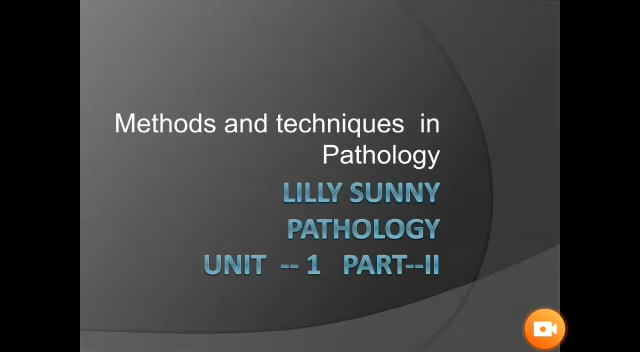 Methods and techniques in
Pathology
LILLY SUNNY
PATHOLOGY
UNIT -- 1 PART--II